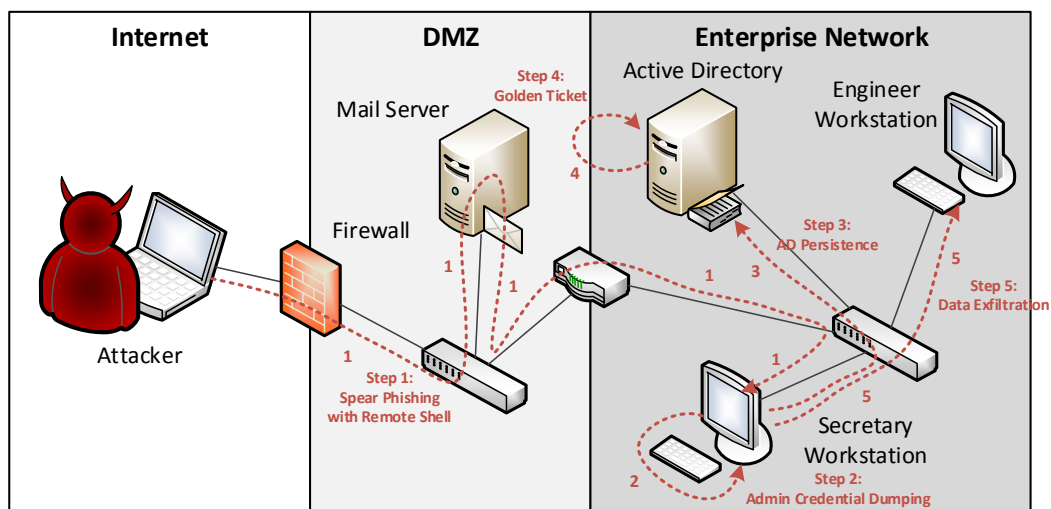 Internet
DMZ
Enterprise Network
Step 4:
Golden Ticket
Active Directory
Engineer
Workstation
Mail Server
4
Firewall
Step 3:
AD Persistence
1
1
1
3
5
Step 5:
Data Exfiltration
Attacker
1
Step 1:
Spear Phishing
with Remote Shell
1
5
Secretary
Workstation
2
Step 2:
Admin Credential Dumping